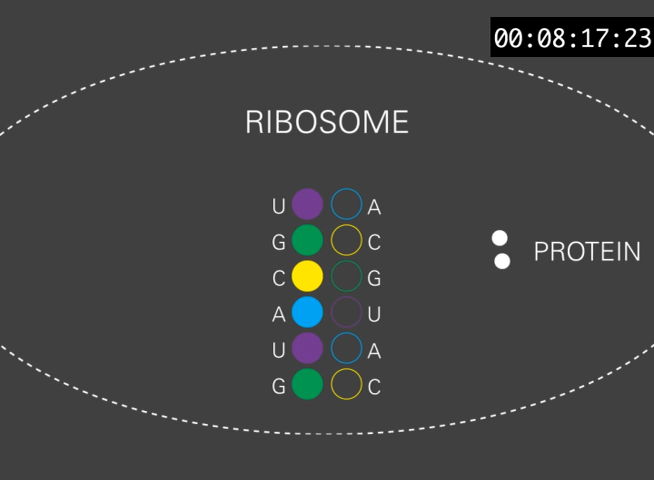 00:08:17:23
RIBOSOME
U A
G C
C G
PROTEIN
A U
U A
G C